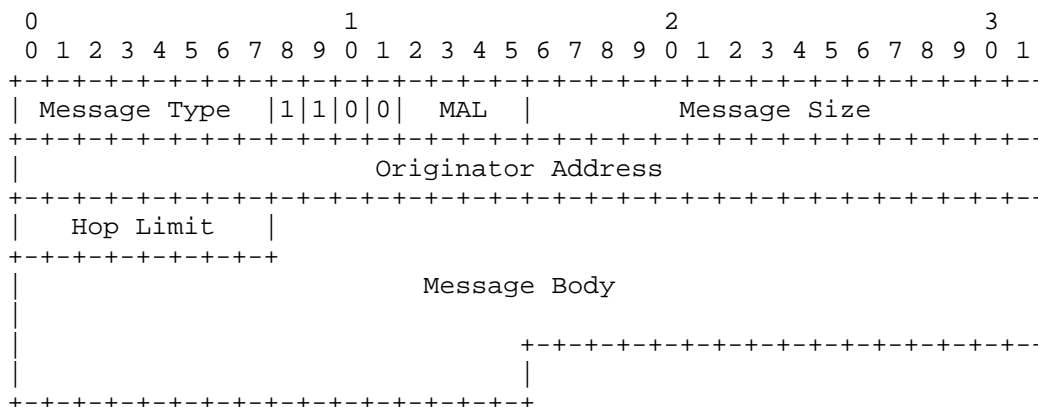 0                   1                   2                   3
 0 1 2 3 4 5 6 7 8 9 0 1 2 3 4 5 6 7 8 9 0 1 2 3 4 5 6 7 8 9 0 1
+-+-+-+-+-+-+-+-+-+-+-+-+-+-+-+-+-+-+-+-+-+-+-+-+-+-+-+-+-+-+-+--
| Message Type  |1|1|0|0|  MAL  |         Message Size
+-+-+-+-+-+-+-+-+-+-+-+-+-+-+-+-+-+-+-+-+-+-+-+-+-+-+-+-+-+-+-+--
|                      Originator Address
+-+-+-+-+-+-+-+-+-+-+-+-+-+-+-+-+-+-+-+-+-+-+-+-+-+-+-+-+-+-+-+--
|   Hop Limit   |
+-+-+-+-+-+-+-+-+
|                         Message Body
|
|                               +-+-+-+-+-+-+-+-+-+-+-+-+-+-+-+--
|                               |
+-+-+-+-+-+-+-+-+-+-+-+-+-+-+-+-+